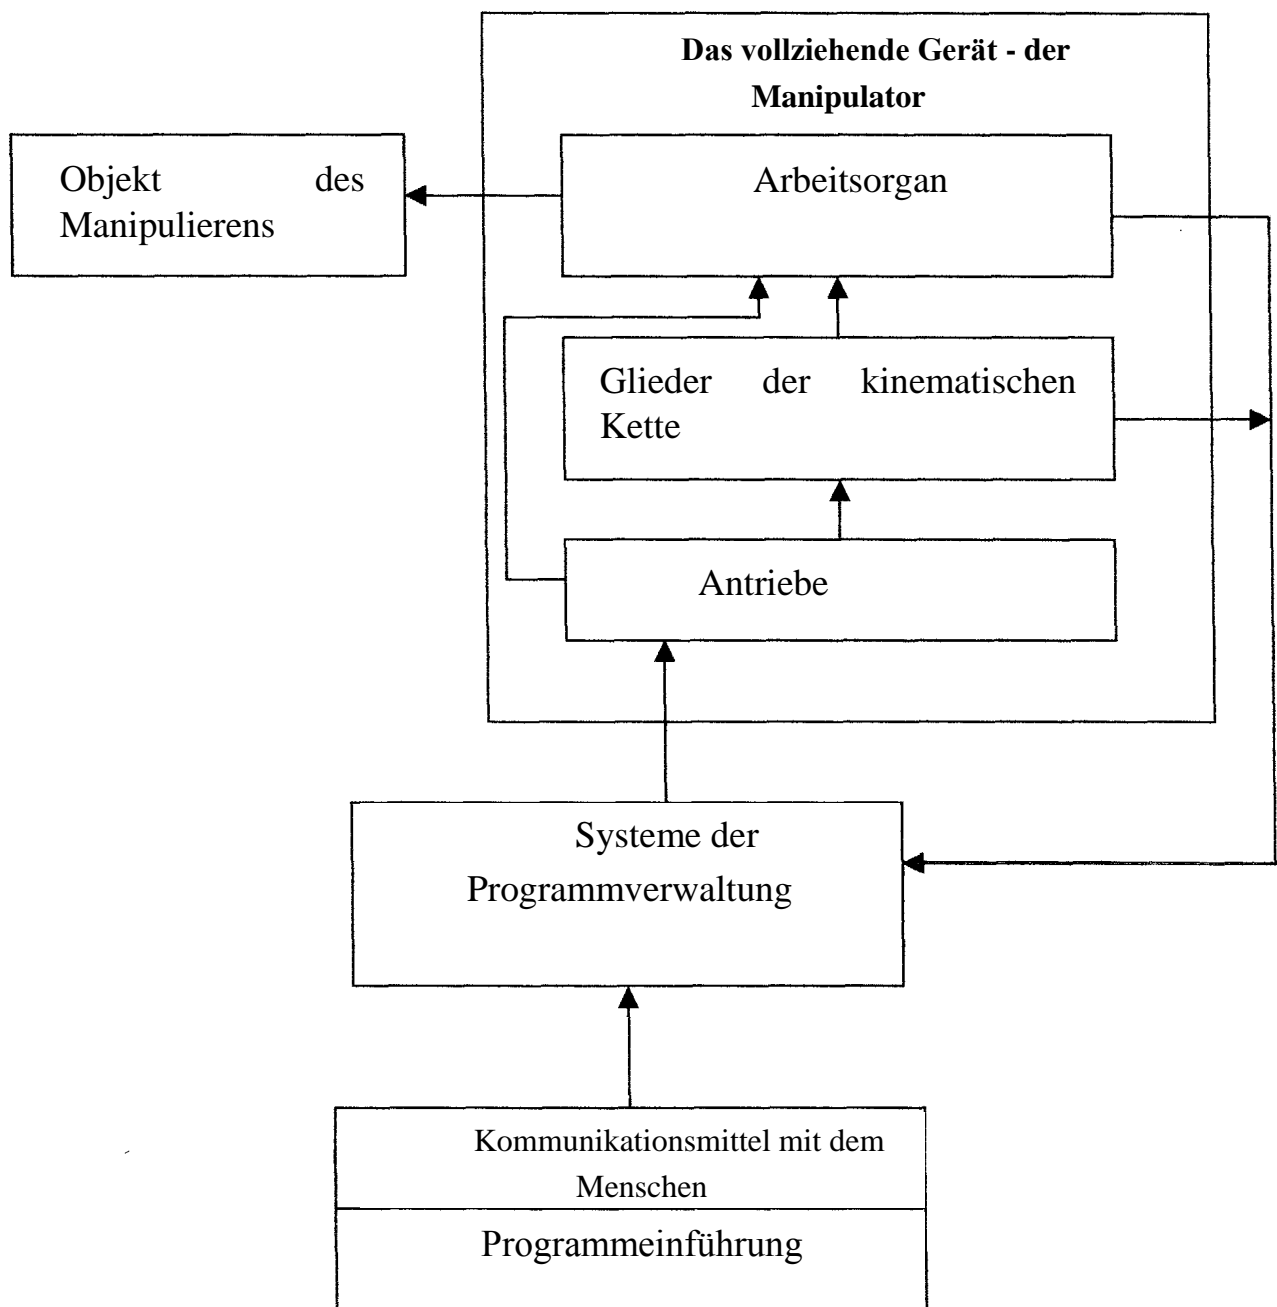 Das vollziehende Gerät - der
Manipulator
Objekt des
Manipulierens
Arbeitsorgan
Glieder der kinematischen
Kette
Antriebe
Systeme der
Programmverwaltung
Kommunikationsmittel mit dem
Menschen
Programmeinführung